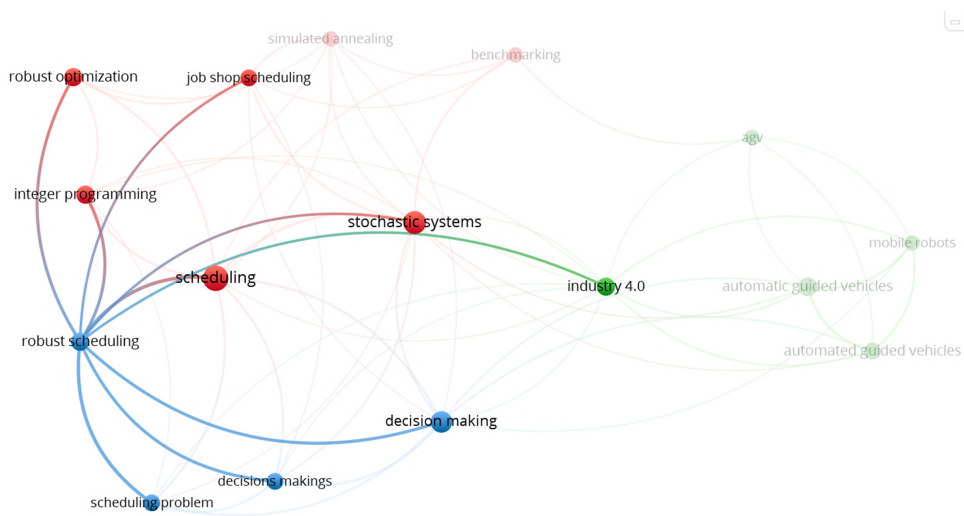 simulated annealing
benchmarking
robust optimization
job shop scheduling
agv
integer programming
stochastic systems
mobile robots
scheduling
industry 4.0
automatic guided vehicles
robust scheduling
automated guided vehicles
decision making
decisions makings
scheduling problem